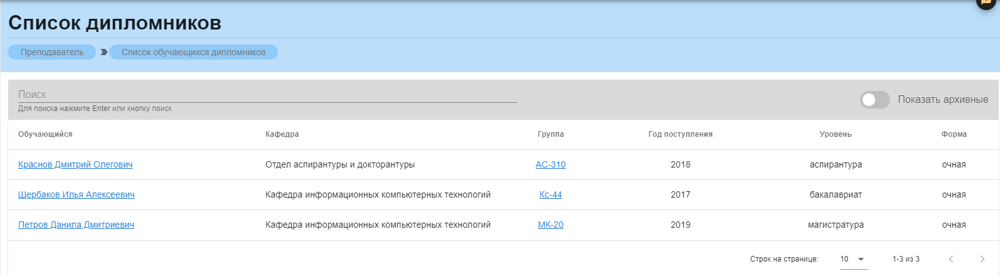 Список дипломников
Преподаватель Список обучающихся дипломников
Поиск
Показать архивные
Для поиска нажмите Enter или кнопку поиск
Обучающийся Кафедра Группа Год поступления Уровень Форма
Краснов Дмитрий Олегович Отдел аспирантуры и докторантуры АС-310 2018 аспирантура очная
Щербаков Илья Алексеевич Кафедра информационных компьютерных технологий Кс-44 2017 бакалавриат очная
Петров Данила Дмитриевич Кафедра информационных компьютерных технологий МК-20 2019 магистратура очная
Строк на странице: 10 1-3 из 3